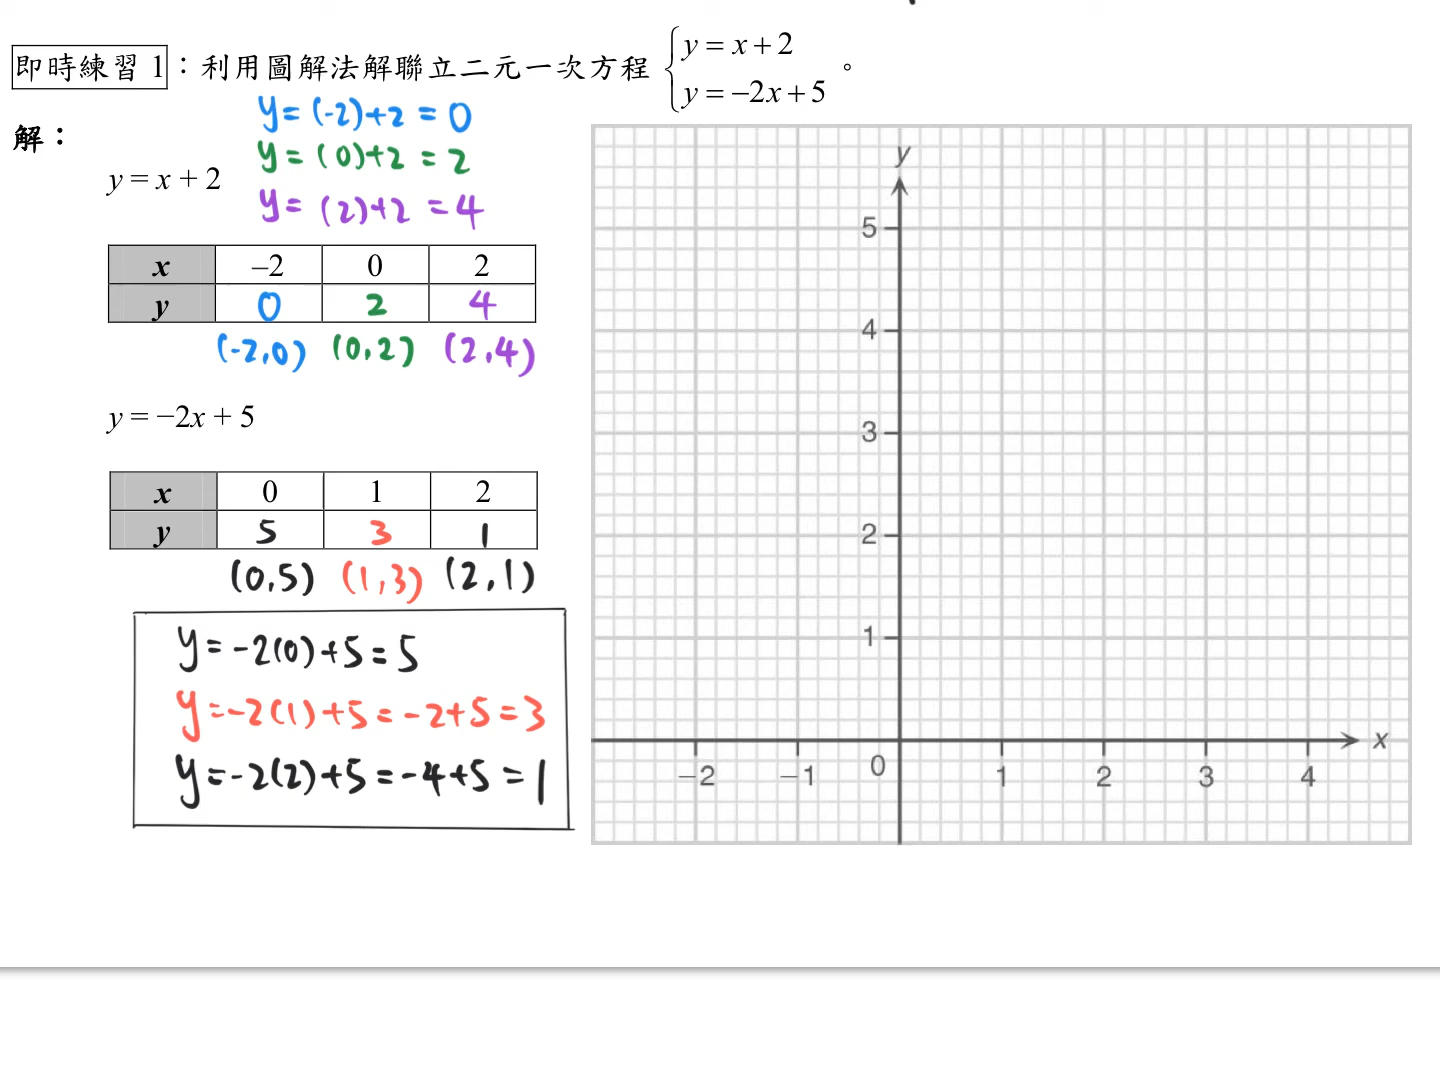 即時練習 1：利用圖解法解聯立二元一次方程 { y = x + 2
y = −2x + 5 。
解：
y = (-2)+2 = 0
y = (0)+2 = 2
y = x + 2
y = (2)+2 = 4
x –2 0 2
y 0 2 4
(-2,0) (0,2) (2,4)
y = −2x + 5
x 0 1 2
y 5 3 1
(0,5) (1,3) (2,1)
y = -2(0)+5 = 5
y = -2(1)+5 = -2+5 = 3
y = -2(2)+5 = -4+5 = 1
y
5
4
3
2
1
x
−2 −1 0 1 2 3 4